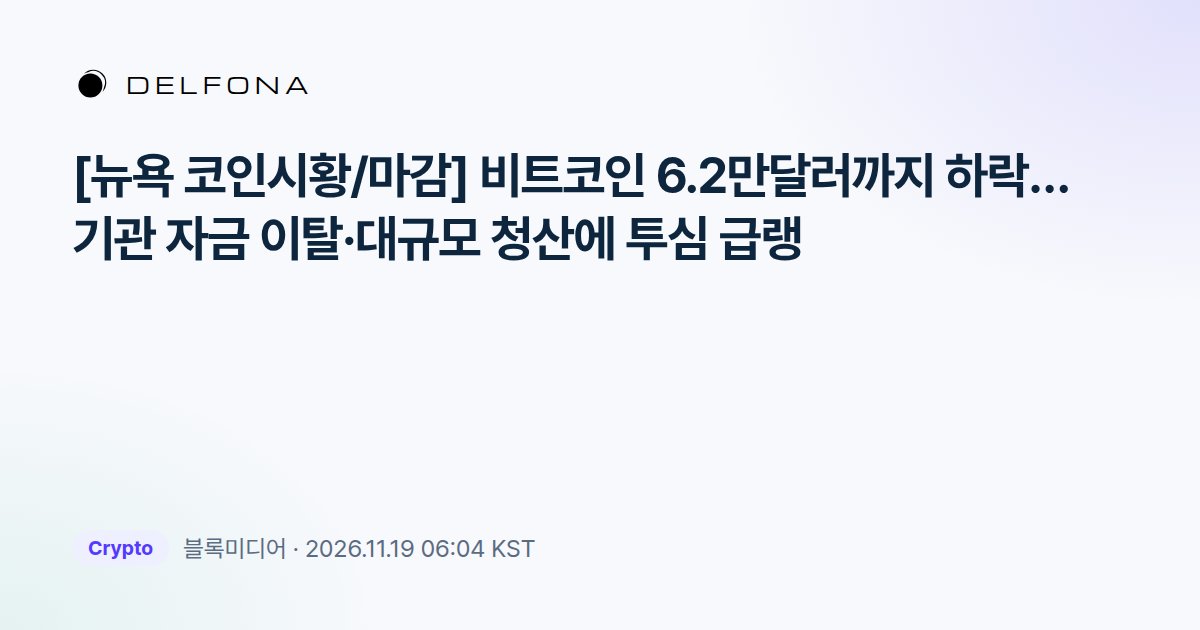 DELFONA
[뉴욕 코인시황/마감] 비트코인 6.2만달러까지 하락…
기관 자금 이탈·대규모 청산에 투심 급랭
Crypto 블록미디어 · 2026.11.19 06:04 KST